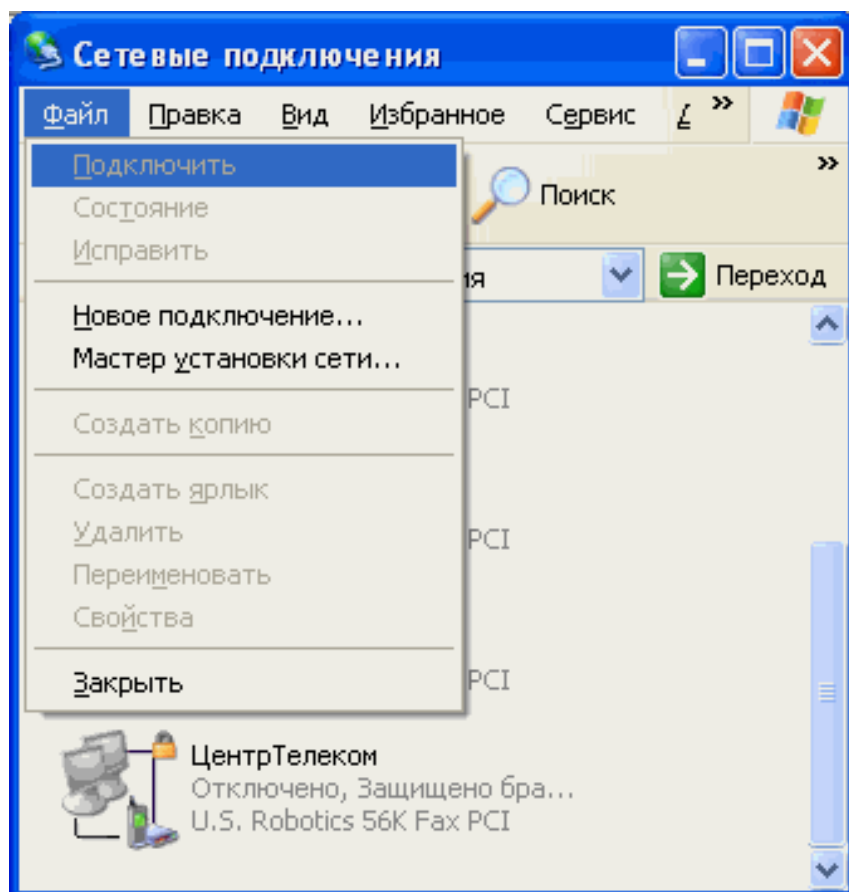 Сетевые подключения
Файл Правка Вид Избранное Сервис »
Подключить
Состояние
Исправить
Поиск »
ия Переход
Новое подключение...
Мастер установки сети...
PCI
Создать копию
Создать ярлык
Удалить
PCI
Переименовать
Свойства
Закрыть
PCI
ЦентрТелеком
Отключено, Защищено бра...
U.S. Robotics 56K Fax PCI